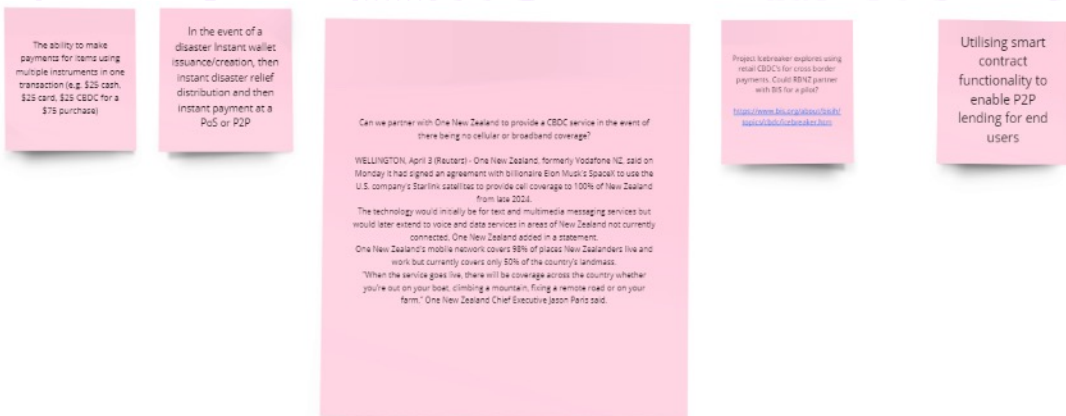 The ability to make
payments for items using
multiple instruments in one
transaction (e.g. $25 cash,
$25 card, $25 CBDC for a
$75 purchase)
In the event of a
disaster Instant wallet
issuance/creation, then
instant disaster relief
distribution and then
instant payment at a
PoS or P2P
Can we partner with One New Zealand to provide a CBDC service in the event of
there being no cellular or broadband coverage?
WELLINGTON, April 3 (Reuters) - One New Zealand, formerly Vodafone NZ, said on
Monday it had signed an agreement with billionaire Elon Musk's SpaceX to use the
U.S. company's Starlink satellites to provide cell coverage to 100% of New Zealand
from late 2024.
The technology would initially be for text and multimedia messaging services but
would later extend to voice and data services in areas of New Zealand not currently
connected, One New Zealand added in a statement.
One New Zealand's mobile network covers 98% of places New Zealanders live and
work but currently covers only 50% of the country's landmass.
"When the service goes live, there will be coverage across the country whether
you're out on your boat, climbing a mountain, fixing a remote road or on your
farm," One New Zealand Chief Executive Jason Paris said.
Project Icebreaker explores using
retail CBDC's for cross border
payments. Could RBNZ partner
with BIS for a pilot?
https://www.bis.org/about/bisih/
topics/cbdc/icebreaker.htm
Utilising smart
contract
functionality to
enable P2P
lending for end
users